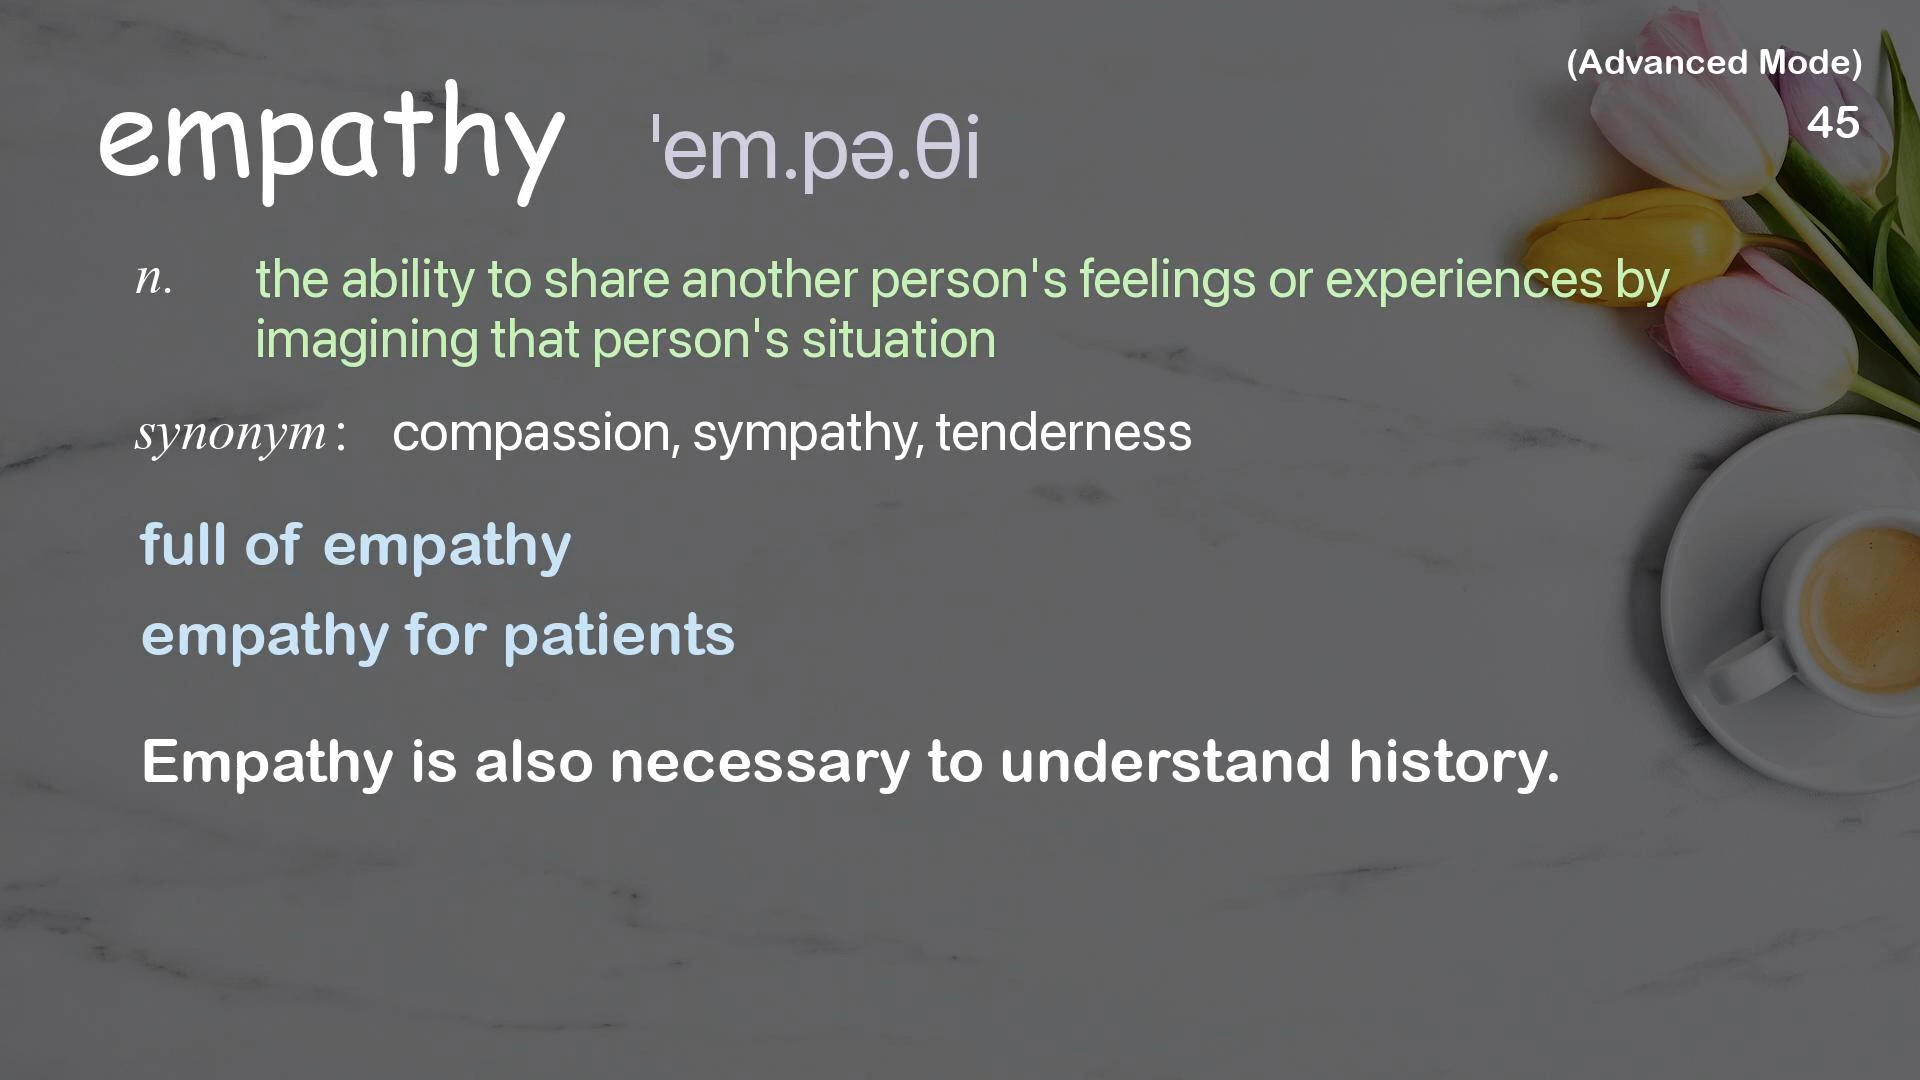 (Advanced Mode)
45
empathy ˈem.pə.θi
n. the ability to share another person's feelings or experiences by
imagining that person's situation
synonym: compassion, sympathy, tenderness
full of empathy
empathy for patients
Empathy is also necessary to understand history.